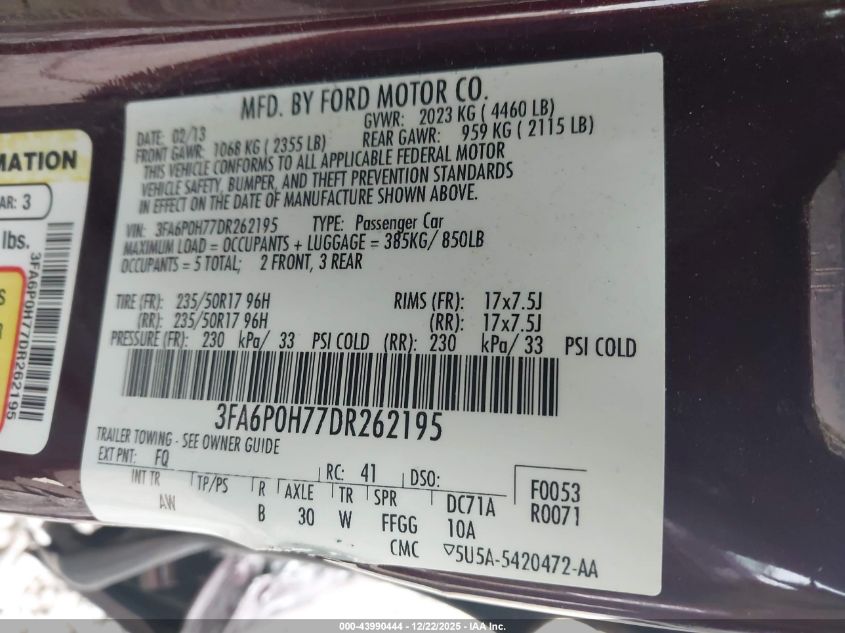 MFD. BY FORD MOTOR CO.
DATE: 02/13
GVWR: 2023 KG ( 4460 LB)
FRONT GAWR: 1068 KG ( 2355 LB)
REAR GAWR: 959 KG ( 2115 LB)
THIS VEHICLE CONFORMS TO ALL APPLICABLE FEDERAL MOTOR
VEHICLE SAFETY, BUMPER, AND THEFT PREVENTION STANDARDS
IN EFFECT ON THE DATE OF MANUFACTURE SHOWN ABOVE.
VIN: 3FA6P0H77DR262195 TYPE: Passenger Car
MAXIMUM LOAD = OCCUPANTS + LUGGAGE = 385KG/ 850LB
OCCUPANTS = 5 TOTAL; 2 FRONT, 3 REAR
TIRE (FR): 235/50R17 96H RIMS (FR): 17x7.5J
(RR): 235/50R17 96H (RR): 17x7.5J
PRESSURE (FR): 230 kPa/ 33 PSI COLD (RR): 230 kPa/ 33 PSI COLD
3FA6P0H77DR262195
TRAILER TOWING - SEE OWNER GUIDE
EXT PNT: FQ RC: 41 DSO:
INT TR TP/PS R AXLE TR SPR DC71A F0053
AW B 30 W FFGG 10A R0071
CMC ▽5U5A-5420472-AA
MATION
AR: 3
lbs.
3FA6P0H77DR262195
S
R
000-43990444 - 12/22/2025 - IAA Inc.